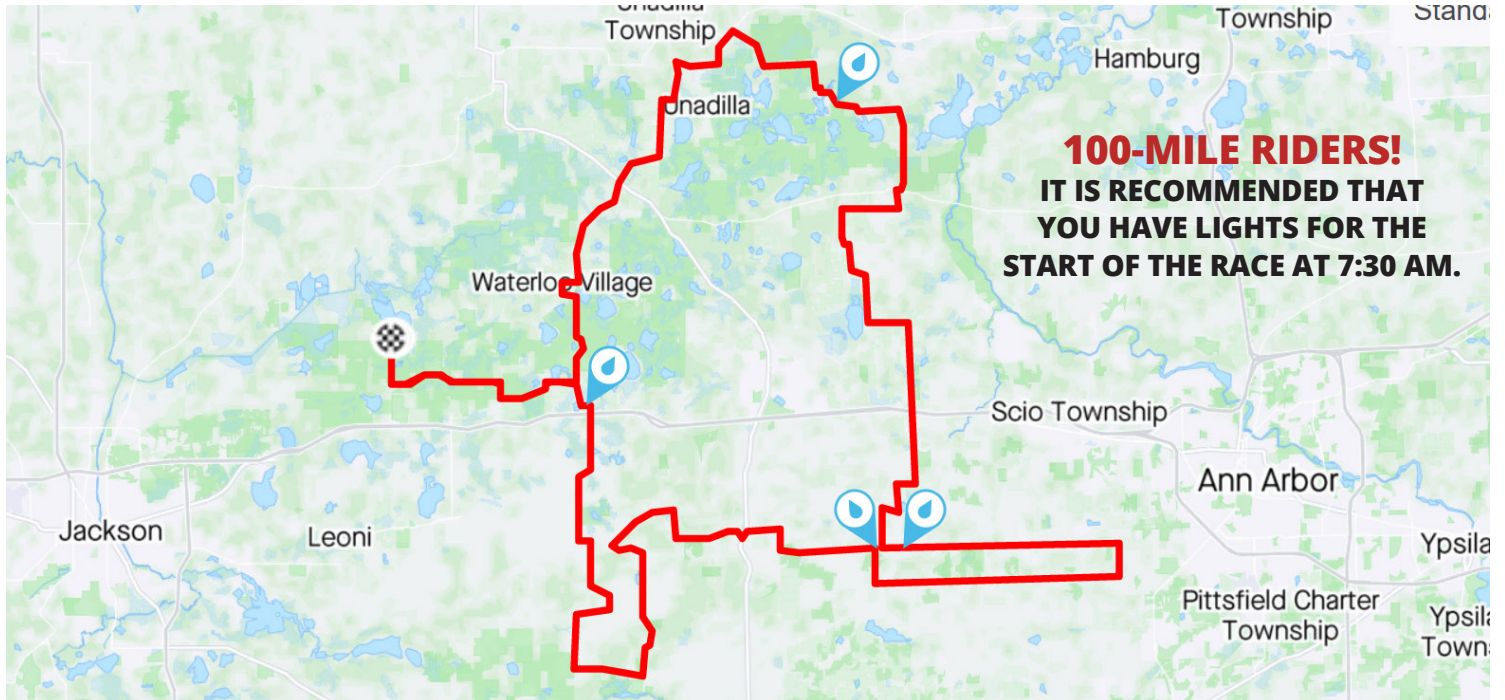 Township
Township
Hamburg
Unadilla
100-MILE RIDERS!
IT IS RECOMMENDED THAT
YOU HAVE LIGHTS FOR THE
START OF THE RACE AT 7:30 AM.
Waterloo Village
Scio Township
Ann Arbor
Jackson
Leoni
Pittsfield Charter
Township